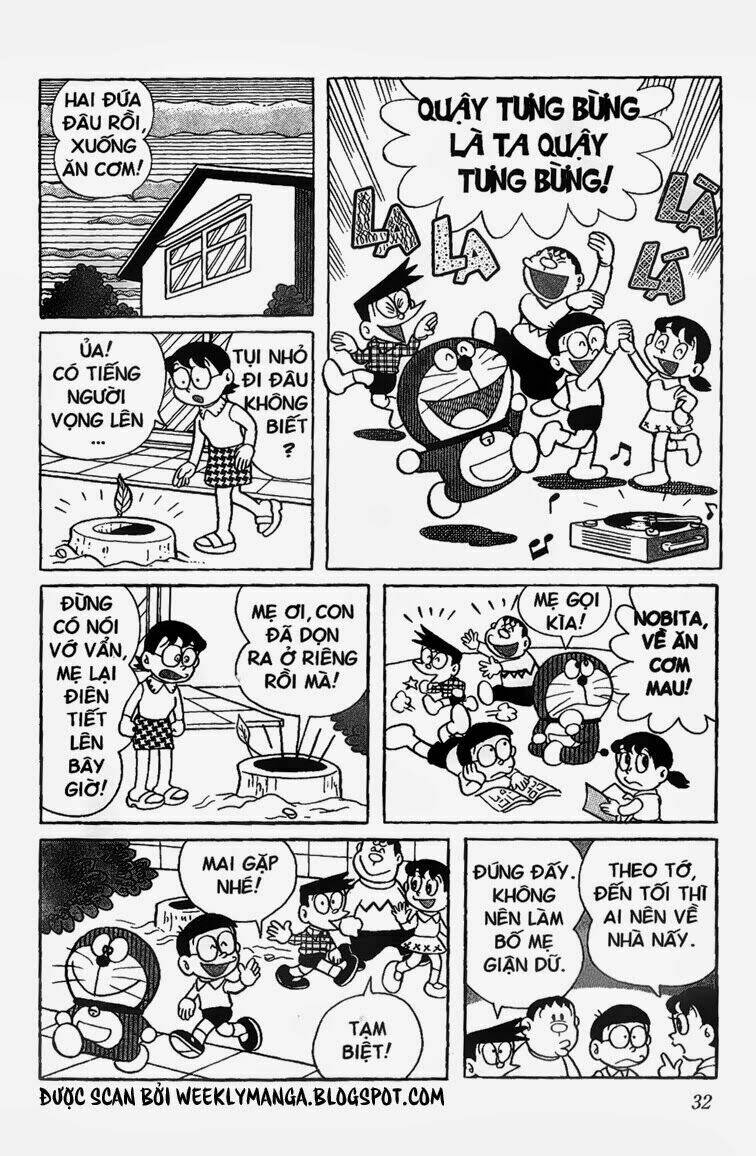 QUẬY TƯNG BỪNG
LÀ TA QUẬY
TƯNG BỪNG!
LÀ
LÁ
LA
LA
HAI ĐỨA
ĐÂU RỒI,
XUỐNG
ĂN CƠM!
TỤI NHỎ
ĐI ĐÂU
KHÔNG
BIẾT
?
ỦA!
CÓ TIẾNG
NGƯỜI
VỌNG LÊN
...
NOBITA,
VỀ ĂN
CƠM
MAU!
MẸ GỌI
KÌA!
MẸ ƠI, CON
ĐÃ DỌN
RA Ở RIÊNG
RỒI MÀ!
ĐỪNG
CÓ NÓI
VỚ VẨN,
MẸ LẠI
ĐIÊN
TIẾT
LÊN
BÂY
GIỜ!
THEO TỚ,
ĐẾN TỐI THÌ
AI NÊN VỀ
NHÀ NẤY.
ĐÚNG ĐẤY.
KHÔNG
NÊN LÀM
BỐ MẸ
GIẬN DỮ.
TẠM
BIỆT!
MAI GẶP
NHÉ!
ĐƯỢC SCAN BỞI WEEKLYMANGA.BLOGSPOT.COM
32